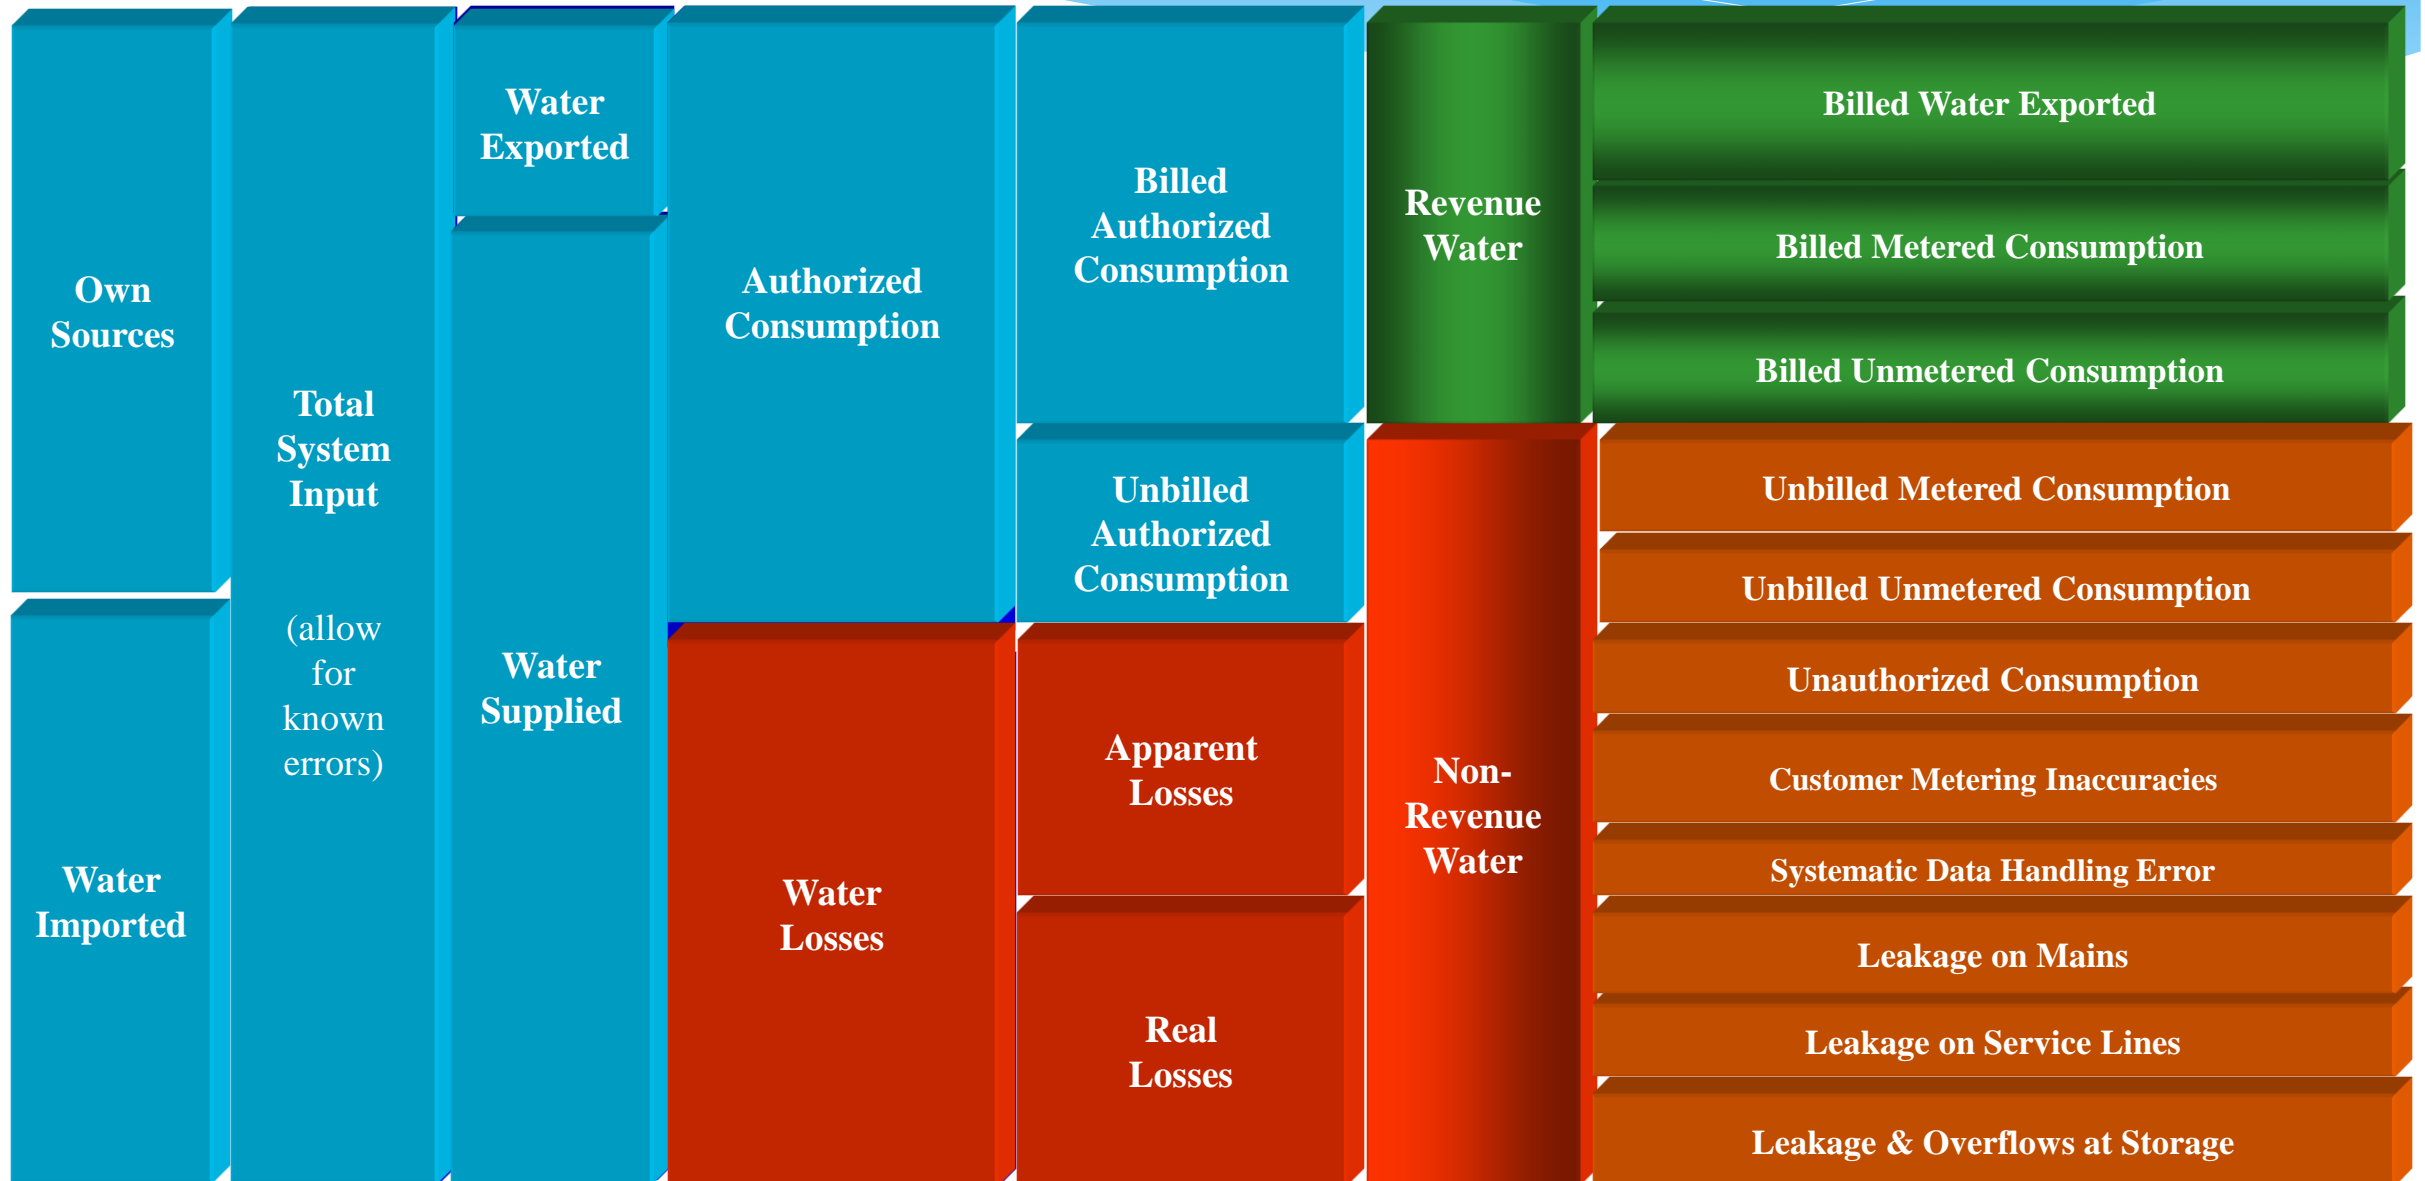 Own
Sources
Water
Imported
Total
System
Input
(allow
for
known
errors)
Water
Exported
Water
Supplied
Authorized
Consumption
Water
Losses
Billed
Authorized
Consumption
Unbilled
Authorized
Consumption
Apparent
Losses
Real
Losses
Revenue
Water
Non-
Revenue
Water
Billed Water Exported
Billed Metered Consumption
Billed Unmetered Consumption
Unbilled Metered Consumption
Unbilled Unmetered Consumption
Unauthorized Consumption
Customer Metering Inaccuracies
Systematic Data Handling Error
Leakage on Mains
Leakage on Service Lines
Leakage & Overflows at Storage